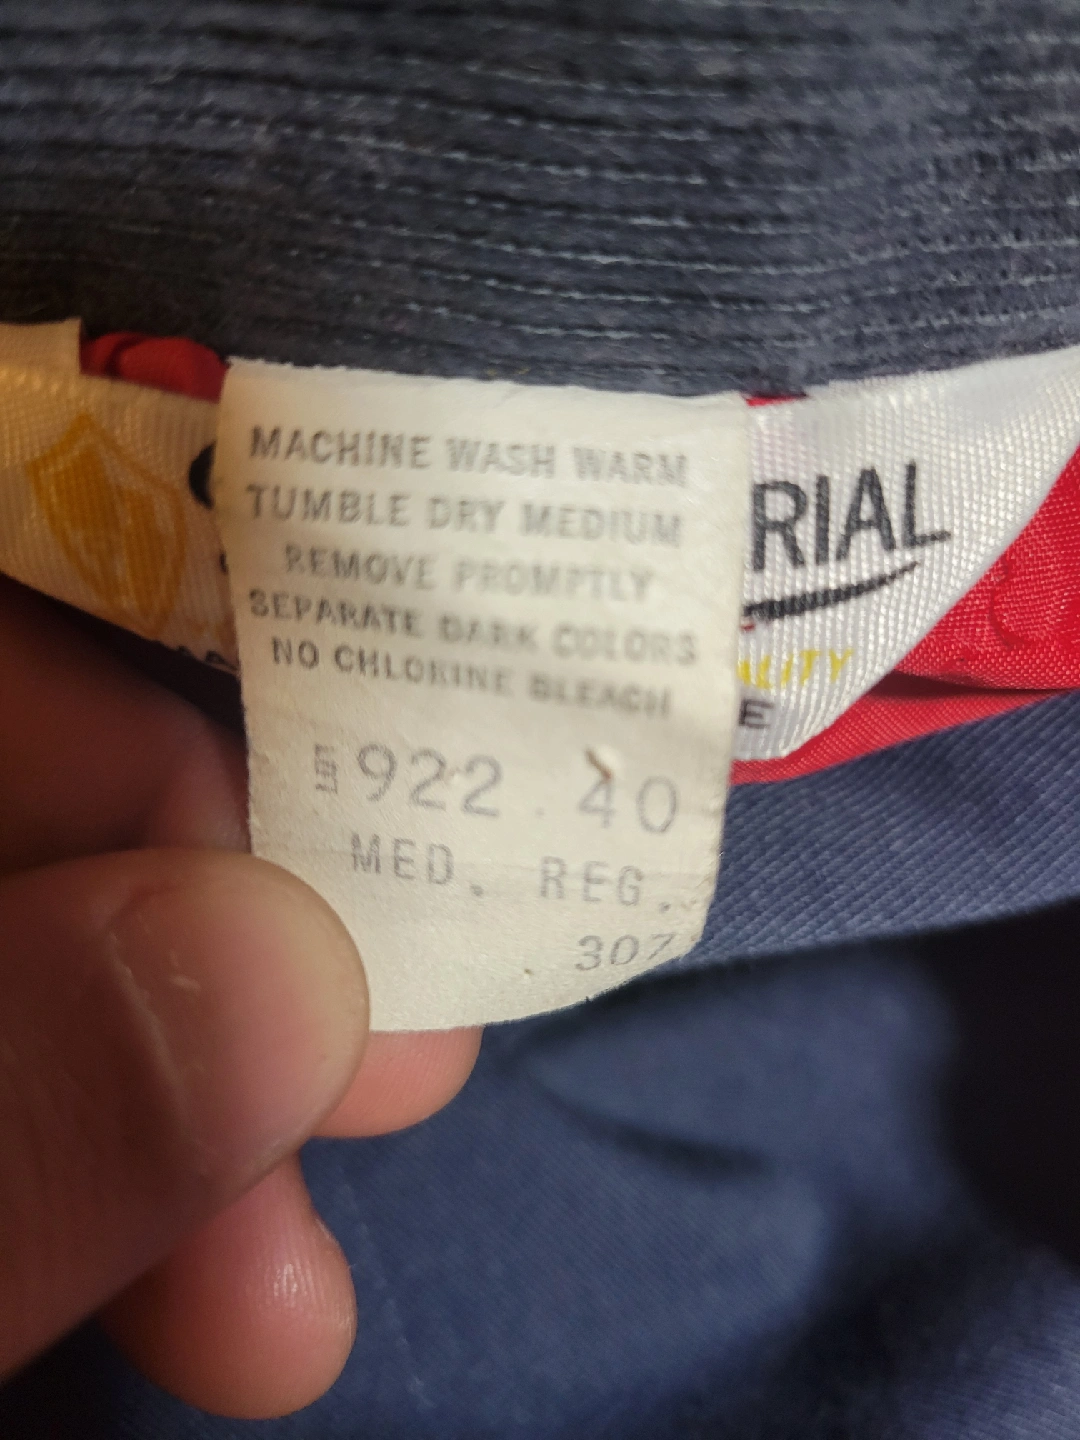 MACHINE WASH WARM
TUMBLE DRY MEDIUM
REMOVE PROMPTLY
SEPARATE DARK COLORS
NO CHLORINE BLEACH
922 40
MED. REG.
307
RIAL
ALITY
E